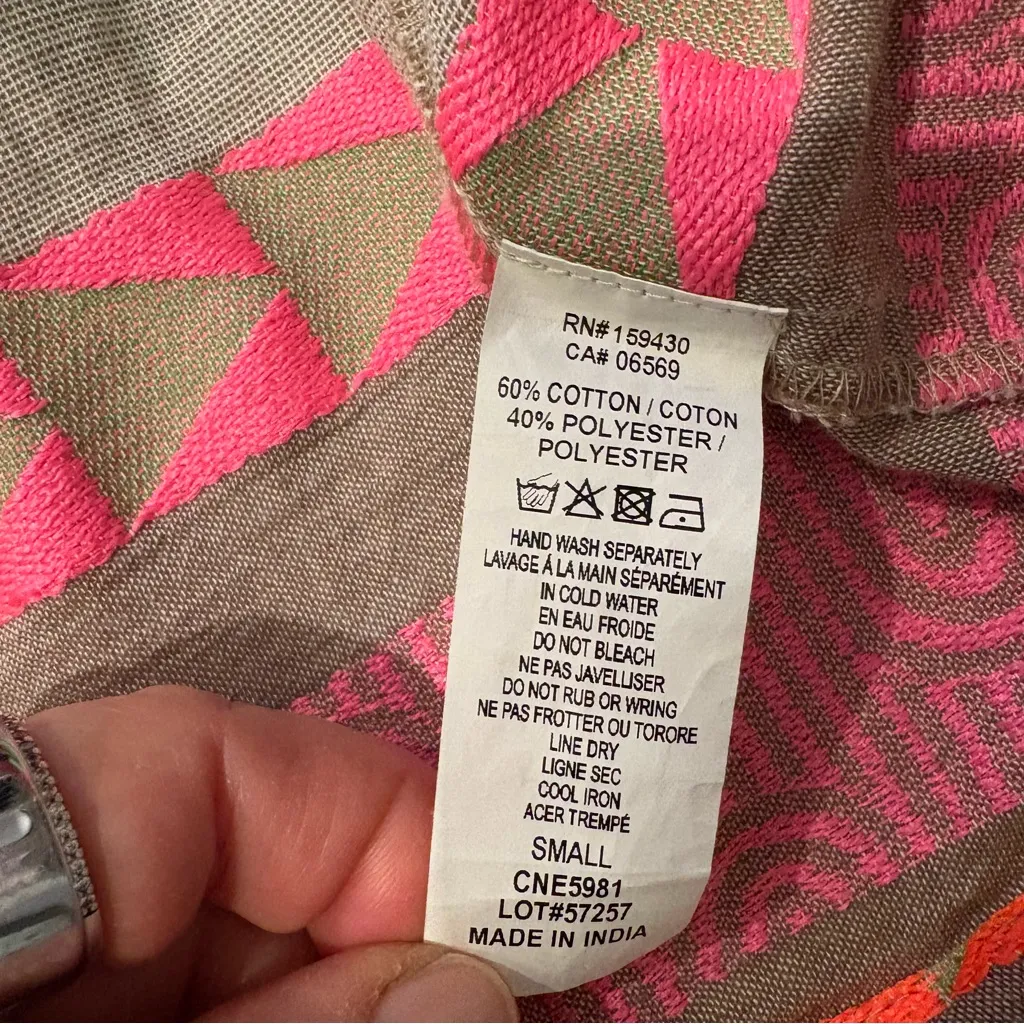 RN# 159430
CA# 06569
60% COTTON / COTON
40% POLYESTER /
POLYESTER
HAND WASH SEPARATELY
LAVAGE Á LA MAIN SÉPARÉMENT
IN COLD WATER
EN EAU FROIDE
DO NOT BLEACH
NE PAS JAVELLISER
DO NOT RUB OR WRING
NE PAS FROTTER OU TORORE
LINE DRY
LIGNE SEC
COOL IRON
ACER TREMPÉ
SMALL
CNE5981
LOT#57257
MADE IN INDIA